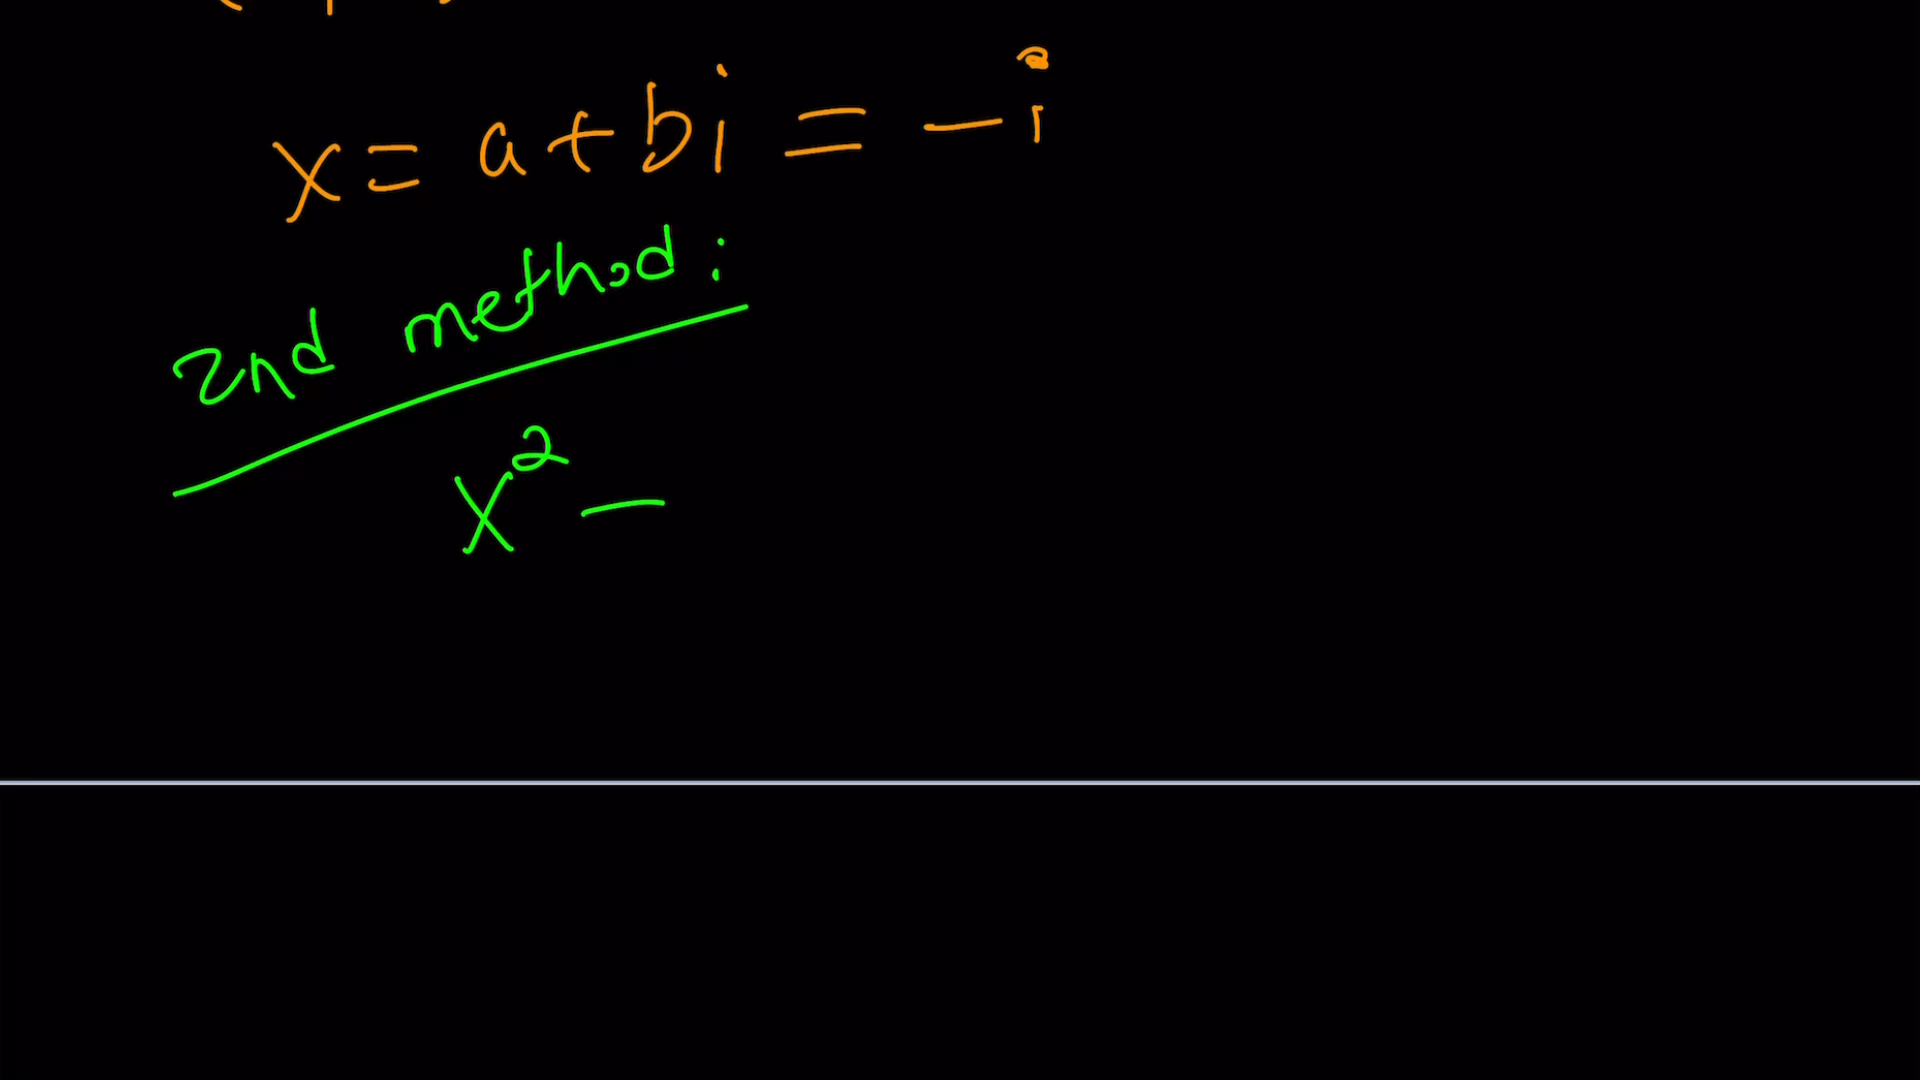 x = a + bi = -i
2nd method:
x² -